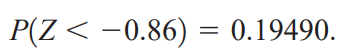 P(Z < −0.86) = 0.19490.